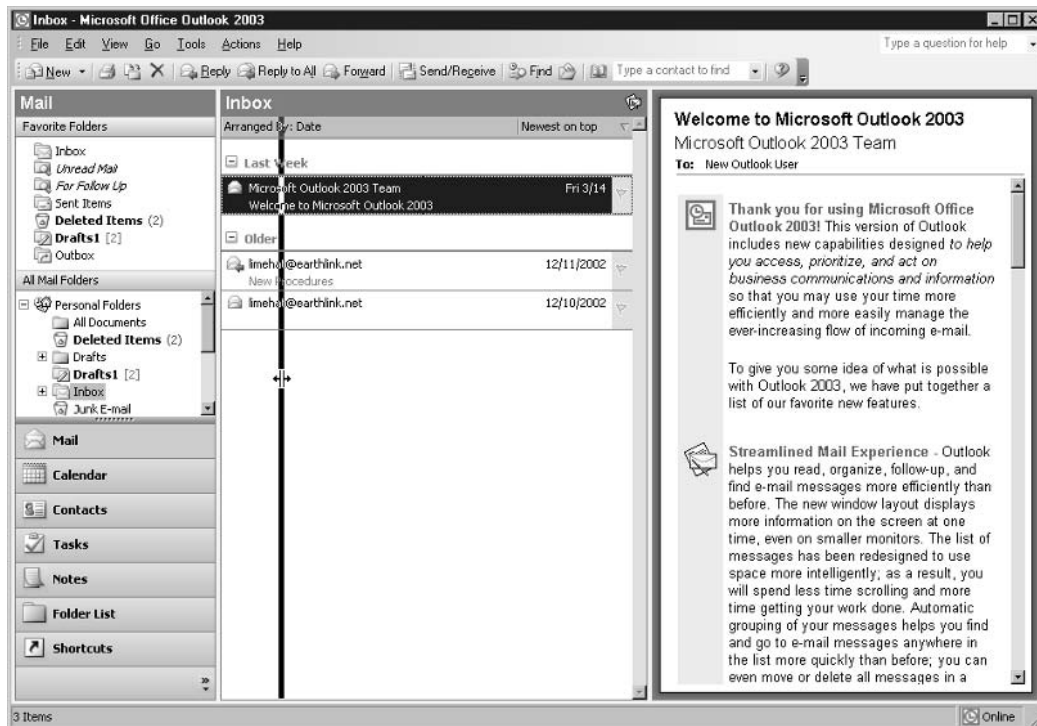 Inbox - Microsoft Office Outlook 2003
File Edit View Go Tools Actions Help
Type a question for help
New Reply Reply to All Forward Send/Receive Find Type a contact to find
Mail
Favorite Folders
Inbox
Unread Mail
For Follow Up
Sent Items
Deleted Items (2)
Drafts1 [2]
Outbox
All Mail Folders
Personal Folders
All Documents
Deleted Items (2)
Drafts
Drafts1 [2]
Inbox
Junk E-mail
Mail
Calendar
Contacts
Tasks
Notes
Folder List
Shortcuts
Inbox
Arranged By: Date Newest on top
Last Week
Microsoft Outlook 2003 Team Fri 3/14
Welcome to Microsoft Outlook 2003
Older
limehal@earthlink.net 12/11/2002
New Procedures
limehal@earthlink.net 12/10/2002
Welcome to Microsoft Outlook 2003
Microsoft Outlook 2003 Team
To: New Outlook User
Thank you for using Microsoft Office
Outlook 2003! This version of Outlook
includes new capabilities designed to help
you access, prioritize, and act on
business communications and information
so that you may use your time more
efficiently and more easily manage the
ever-increasing flow of incoming e-mail.
To give you some idea of what is possible
with Outlook 2003, we have put together a
list of our favorite new features.
Streamlined Mail Experience - Outlook
helps you read, organize, follow-up, and
find e-mail messages more efficiently than
before. The new window layout displays
more information on the screen at one
time, even on smaller monitors. The list of
messages has been redesigned to use
space more intelligently; as a result, you
will spend less time scrolling and more
time getting your work done. Automatic
grouping of your messages helps you find
and go to e-mail messages anywhere in
the list more quickly than before; you can
even move or delete all messages in a
3 Items
Online